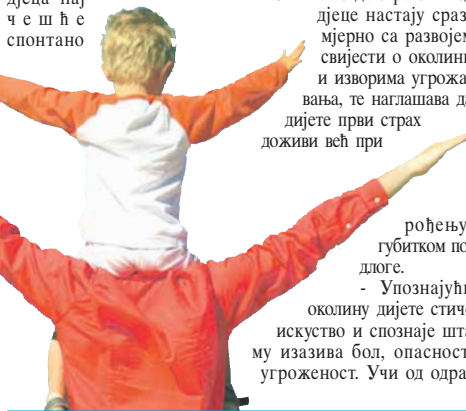 дјеца нај
чешће
спонтано
дјеце настају сраз
мјерно са развојем
свијести о околини
и изворима угрожа
вања, те наглашава да
дијете први страх
доживи већ при
рођењу,
губитком по
длоге.
- Упознајући
околину дијете стиче
искуство и спознаје шта
му изазива бол, опасност,
угроженост. Учи од одра